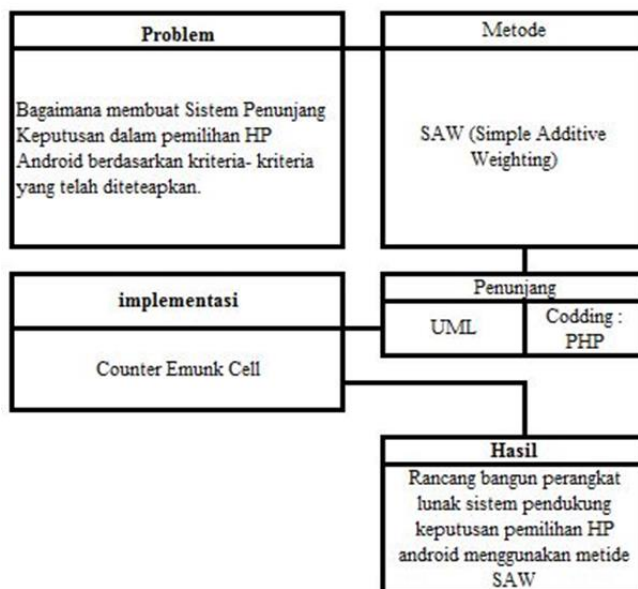 Problem
Bagaimana membuat Sistem Penunjang
Keputusan dalam pemilihan HP
Android berdasarkan kriteria- kriteria
yang telah diteteapkan.
Metode
SAW (Simple Additive
Weighting)
Penunjang
UML
Codding :
PHP
implementasi
Counter Emunk Cell
Hasil
Rancang bangun perangkat
lunak sistem pendukung
keputusan pemilihan HP
android menggunakan metide
SAW